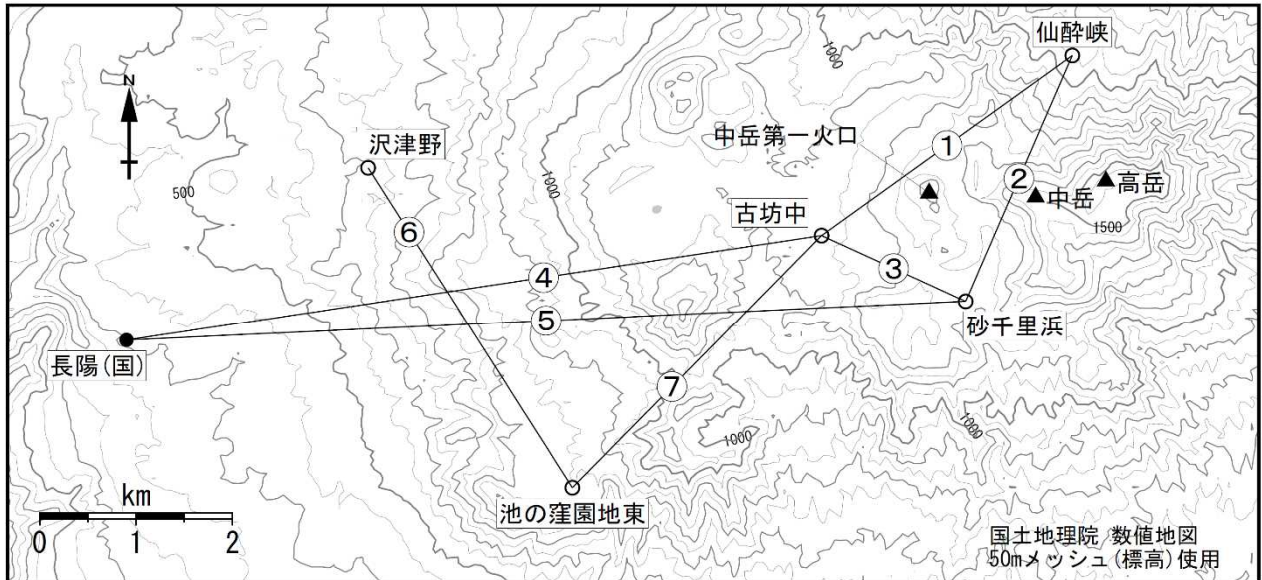 仙酔峡
1000
N
沢津野
中岳第一火口
①
500
1000
②
高岳
中岳
⑥
古坊中
1500
③
④
⑤
砂千里浜
長陽(国)
⑦
1000
1000
km
池の窪園地東
0 1 2
国土地理院 数値地図
50mメッシュ(標高)使用